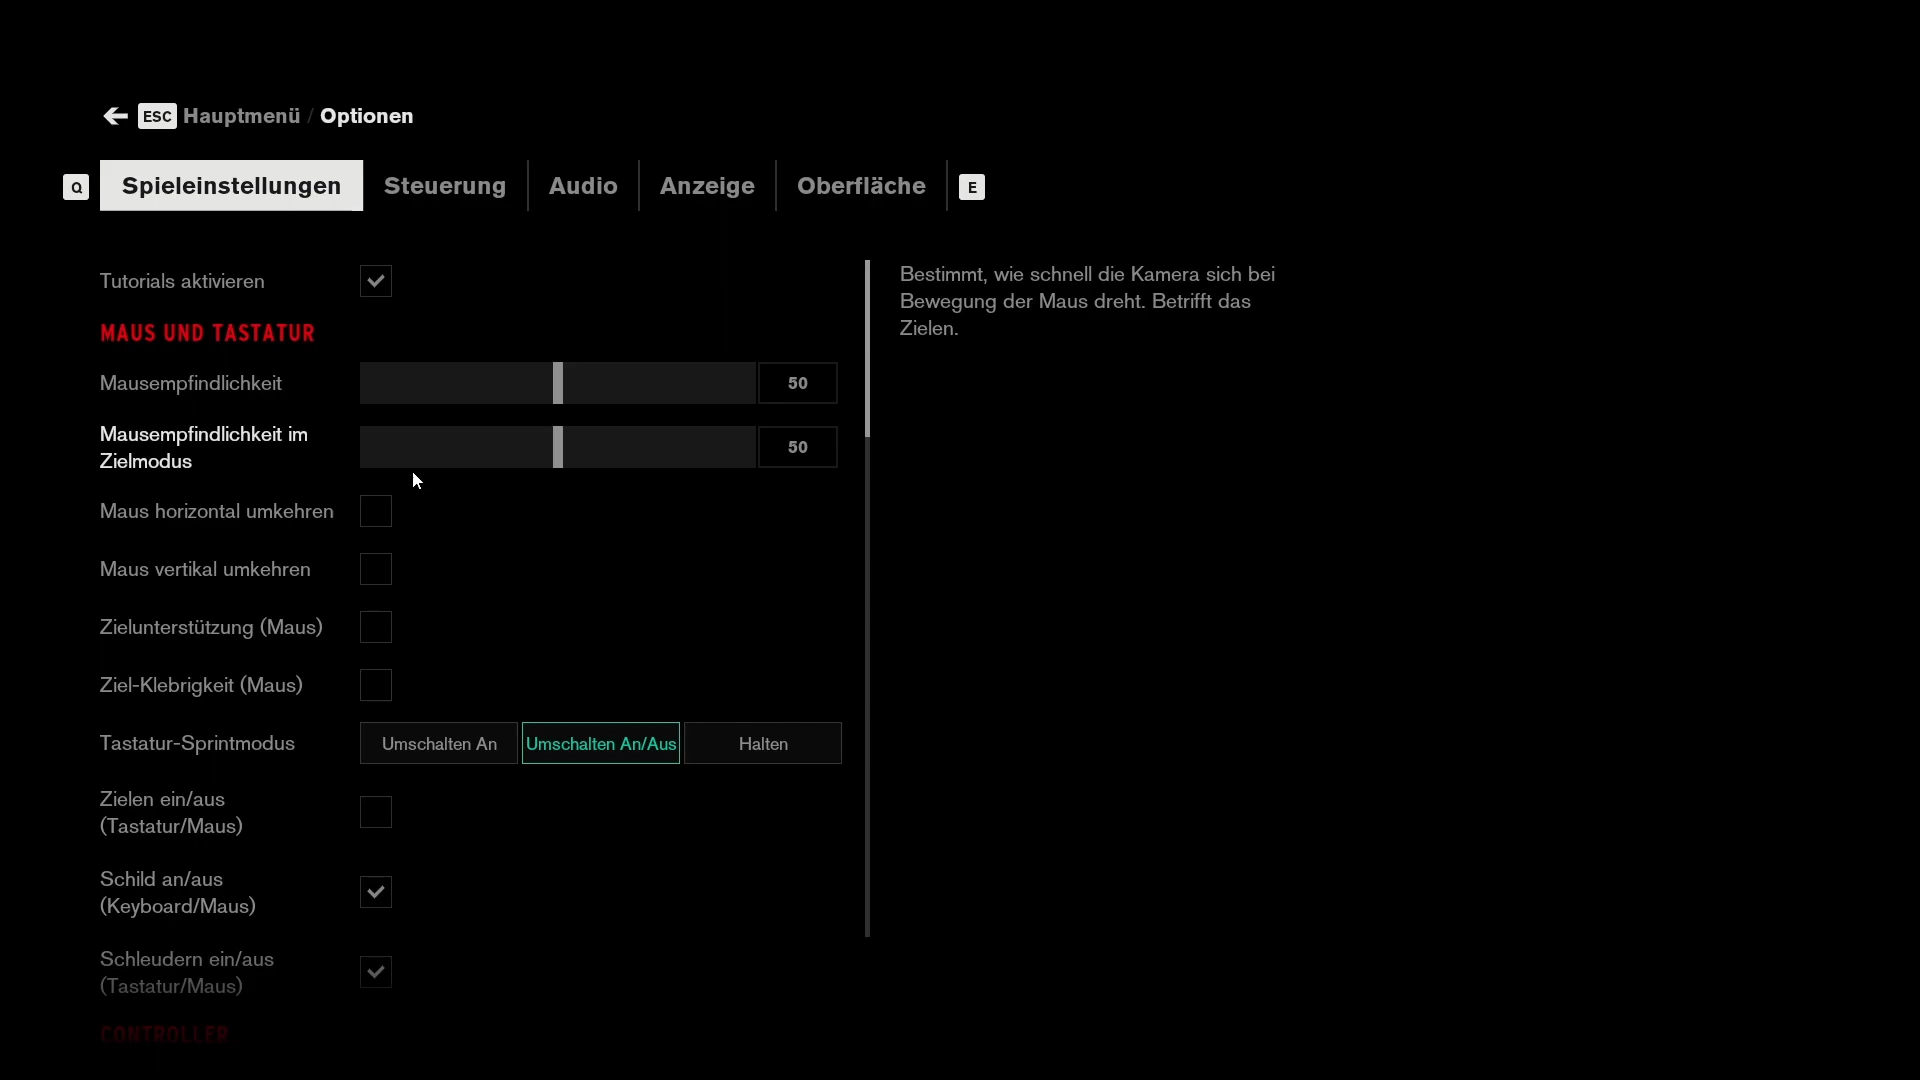 ESC Hauptmenü / Optionen
Q Spieleinstellungen Steuerung Audio Anzeige Oberfläche E
Tutorials aktivieren
MAUS UND TASTATUR
Mausempfindlichkeit 50
Mausempfindlichkeit im
Zielmodus 50
Maus horizontal umkehren
Maus vertikal umkehren
Zielunterstützung (Maus)
Ziel-Klebrigkeit (Maus)
Tastatur-Sprintmodus Umschalten An Umschalten An/Aus Halten
Zielen ein/aus
(Tastatur/Maus)
Schild an/aus
(Keyboard/Maus)
Schleudern ein/aus
(Tastatur/Maus)
CONTROLLER
Bestimmt, wie schnell die Kamera sich bei
Bewegung der Maus dreht. Betrifft das
Zielen.